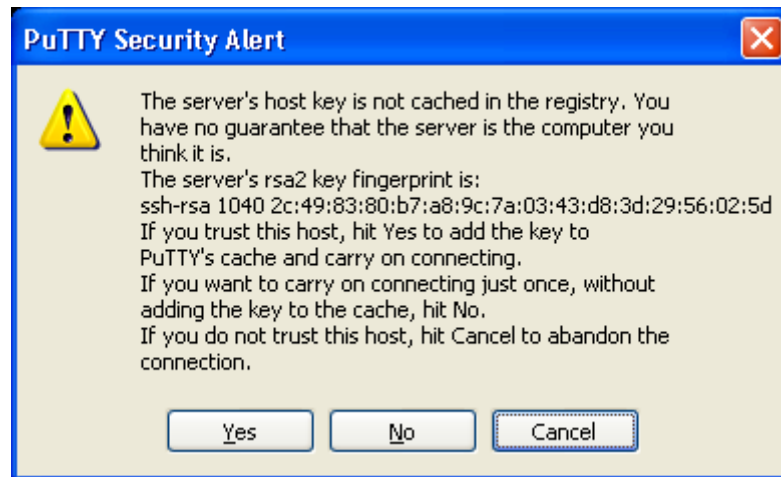 PuTTY Security Alert
The server's host key is not cached in the registry. You
have no guarantee that the server is the computer you
think it is.
The server's rsa2 key fingerprint is:
ssh-rsa 1040 2c:49:83:80:b7:a8:9c:7a:03:43:d8:3d:29:56:02:5d
If you trust this host, hit Yes to add the key to
PuTTY's cache and carry on connecting.
If you want to carry on connecting just once, without
adding the key to the cache, hit No.
If you do not trust this host, hit Cancel to abandon the
connection.
Yes No Cancel